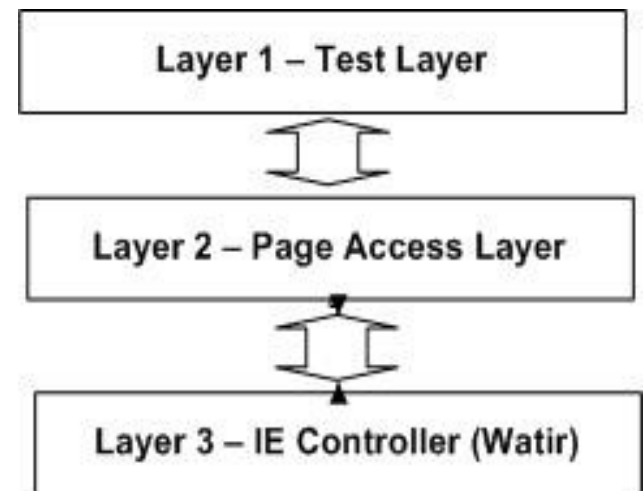 Layer 1 – Test Layer
Layer 2 – Page Access Layer
Layer 3 – IE Controller (Watir)